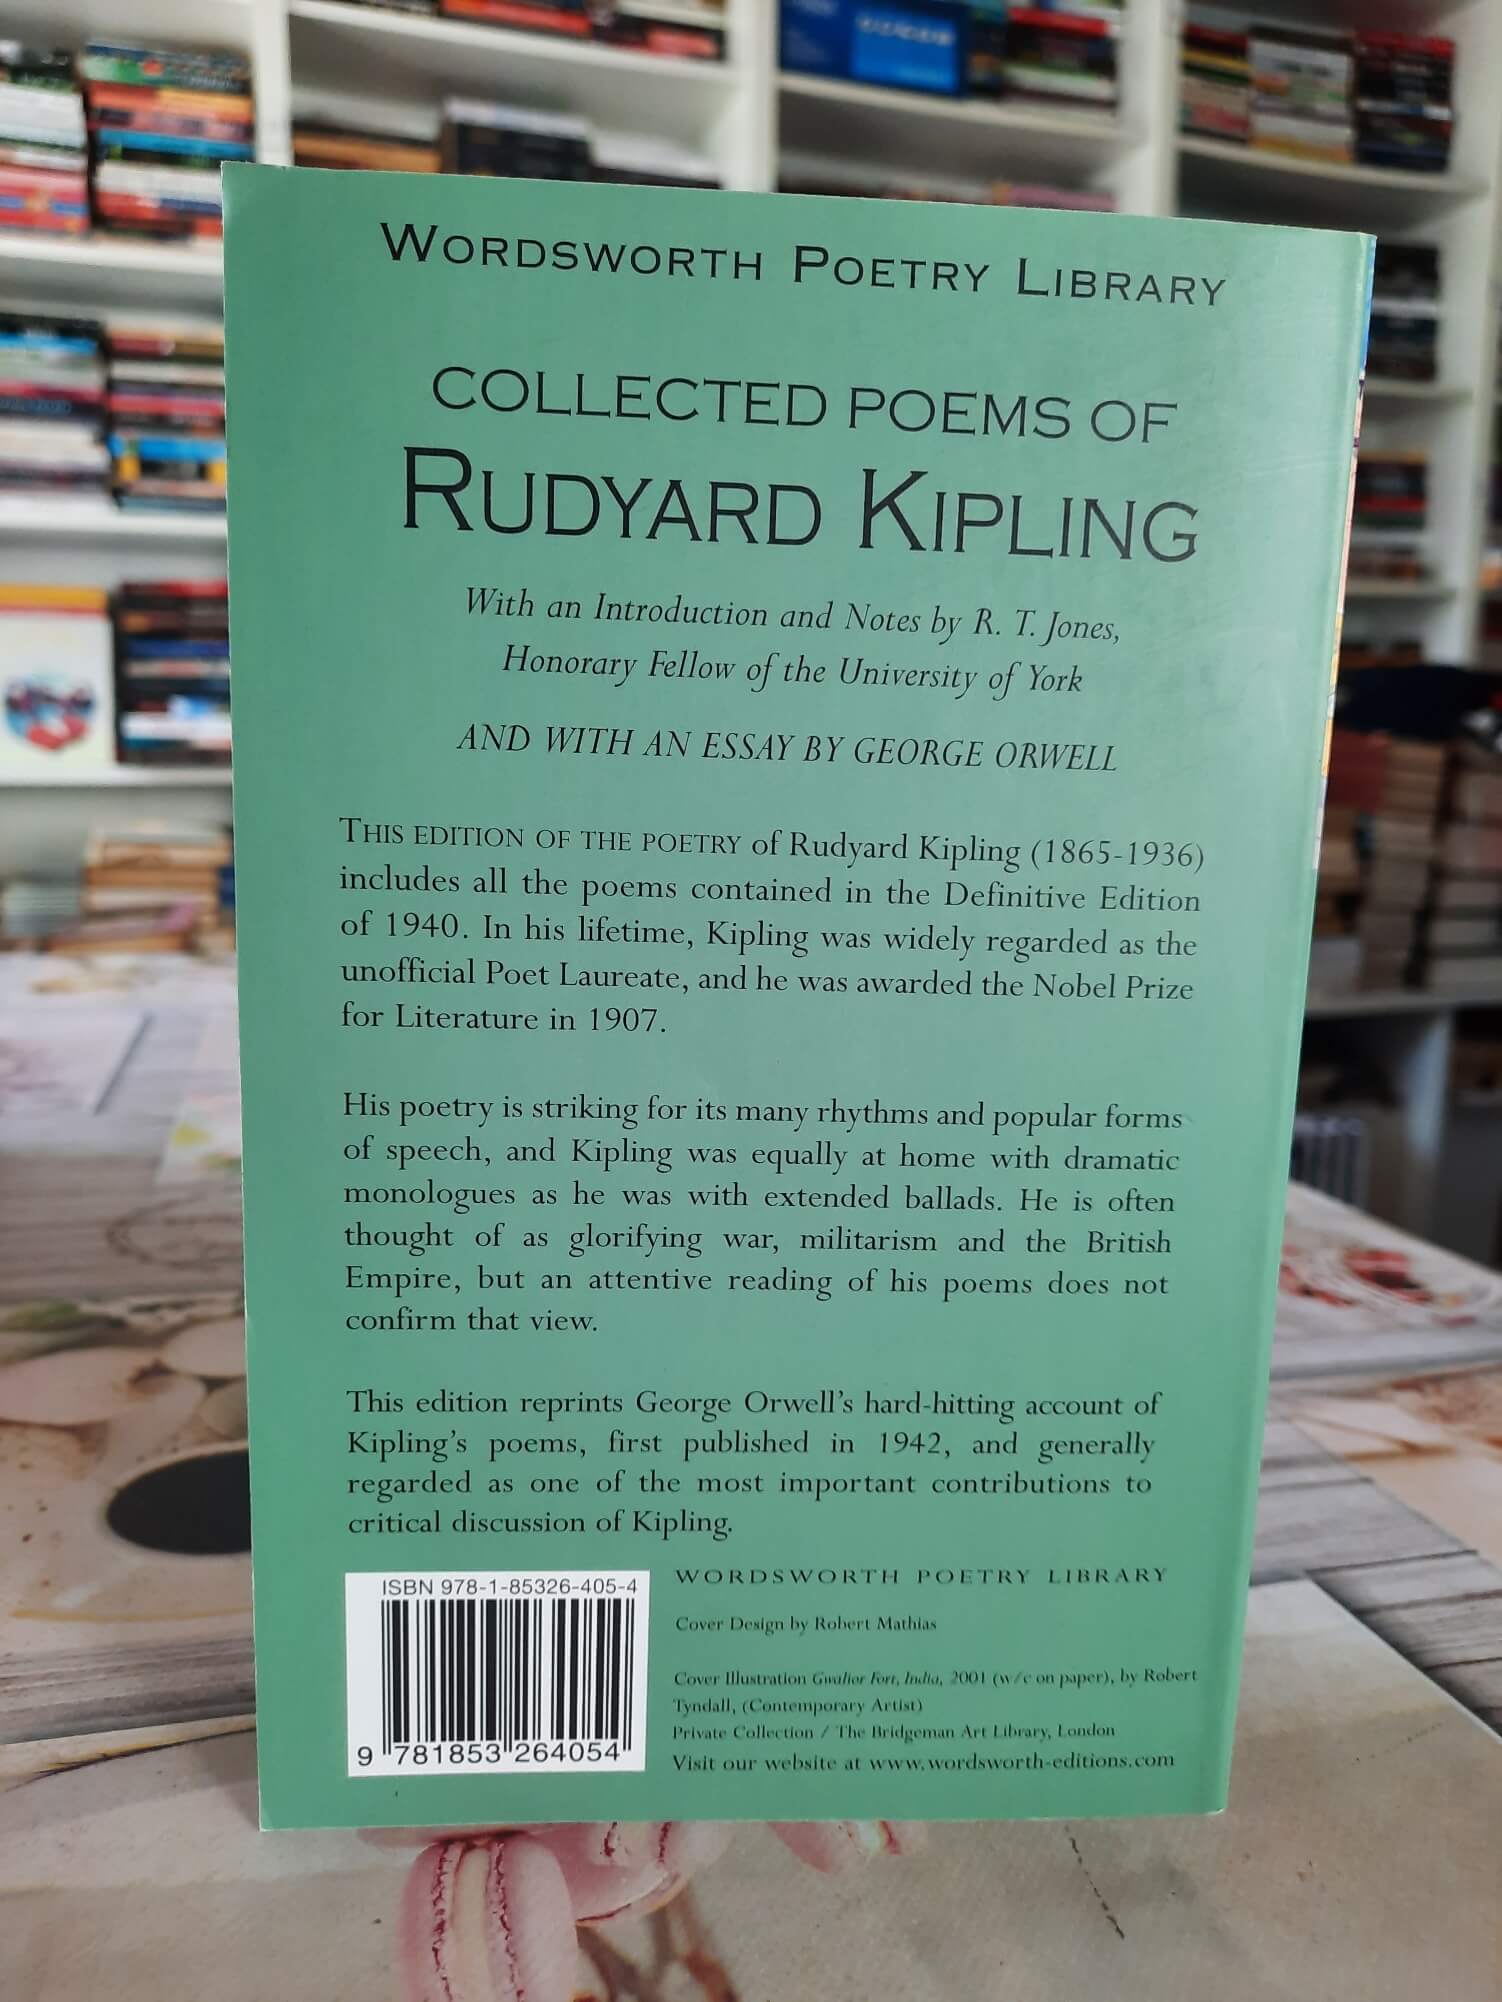 WORDSWORTH POETRY LIBRARY
COLLECTED POEMS OF
RUDYARD KIPLING
With an Introduction and Notes by R. T. Jones,
Honorary Fellow of the University of York
AND WITH AN ESSAY BY GEORGE ORWELL
THIS EDITION OF THE POETRY of Rudyard Kipling (1865-1936)
includes all the poems contained in the Definitive Edition
of 1940. In his lifetime, Kipling was widely regarded as the
unofficial Poet Laureate, and he was awarded the Nobel Prize
for Literature in 1907.
His poetry is striking for its many rhythms and popular forms
of speech, and Kipling was equally at home with dramatic
monologues as he was with extended ballads. He is often
thought of as glorifying war, militarism and the British
Empire, but an attentive reading of his poems does not
confirm that view.
This edition reprints George Orwell's hard-hitting account of
Kipling's poems, first published in 1942, and generally
regarded as one of the most important contributions to
critical discussion of Kipling.
ISBN 978-1-85326-405-4
9 781853 264054
WORDSWORTH POETRY LIBRARY
Cover Design by Robert Mathias
Cover Illustration Gwalior Fort, India, 2001 (w/c on paper), by Robert
Tyndall, (Contemporary Artist)
Private Collection / The Bridgeman Art Library, London
Visit our website at www.wordsworth-editions.com